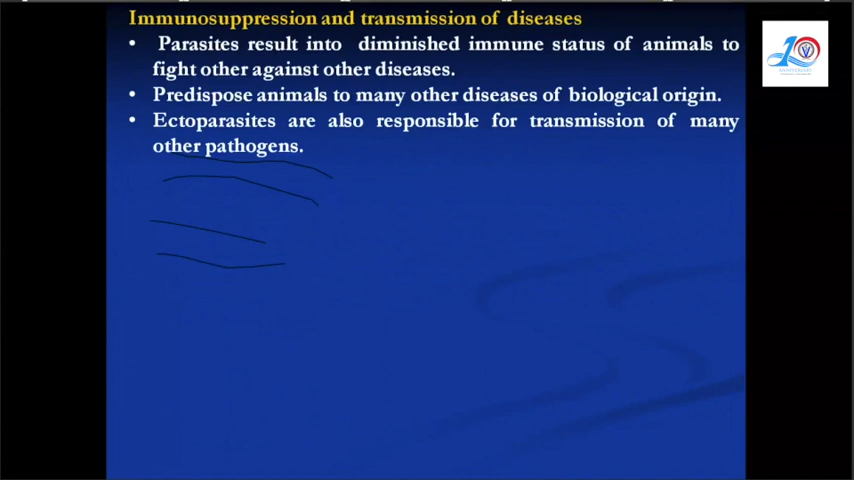 Immunosuppression and transmission of diseases
• Parasites result into diminished immune status of animals to
fight other against other diseases.
• Predispose animals to many other diseases of biological origin.
• Ectoparasites are also responsible for transmission of many
other pathogens.
10